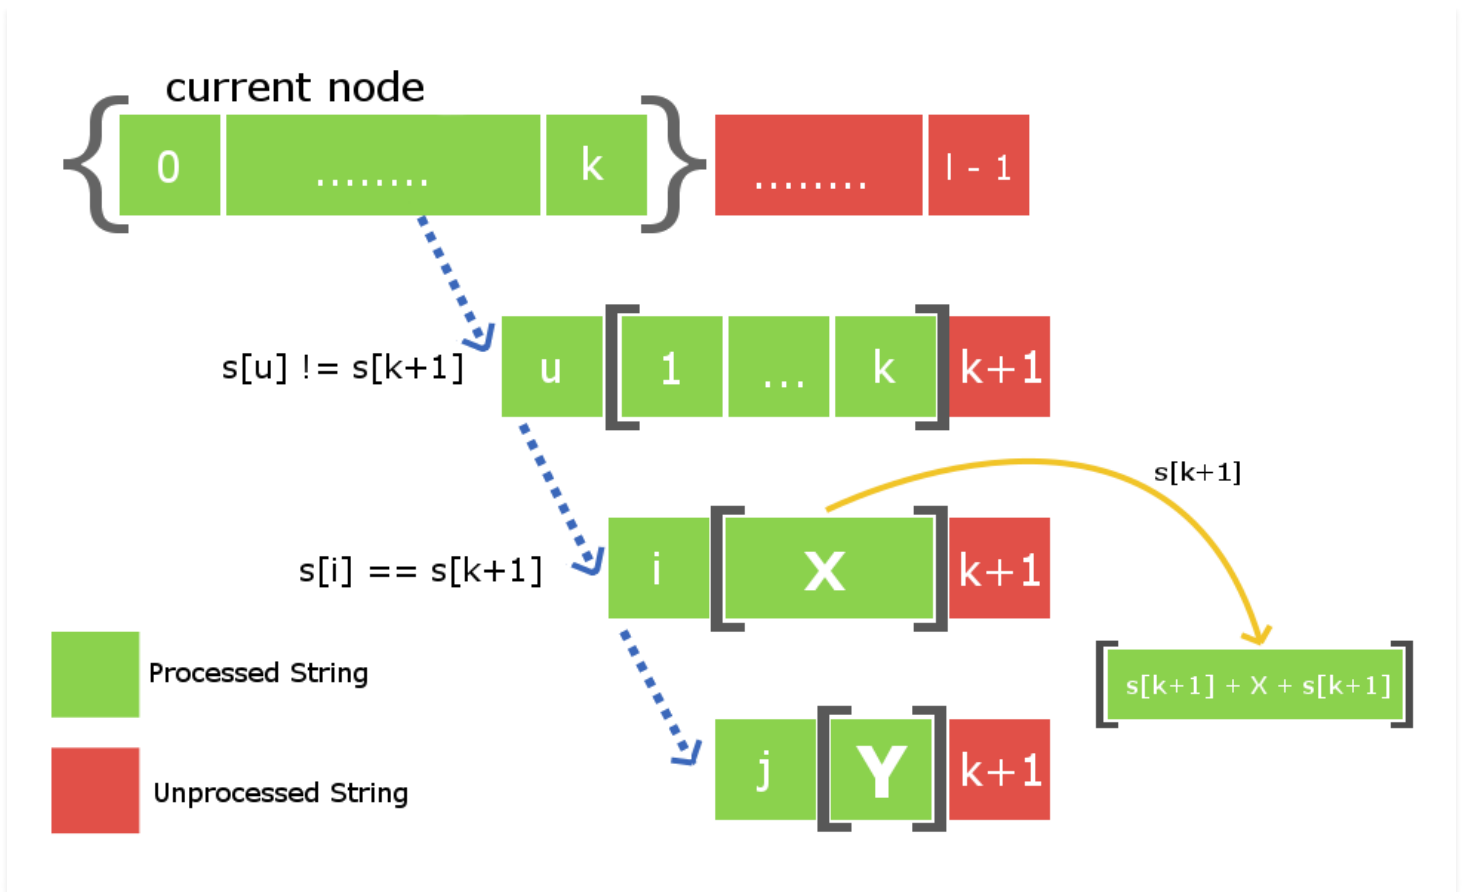 current node
0 ........ k ........ l - 1
s[u] != s[k+1] u 1 ... k k+1
s[k+1]
s[i] == s[k+1] i X k+1
Processed String
s[k+1] + X + s[k+1]
j Y k+1
Unprocessed String